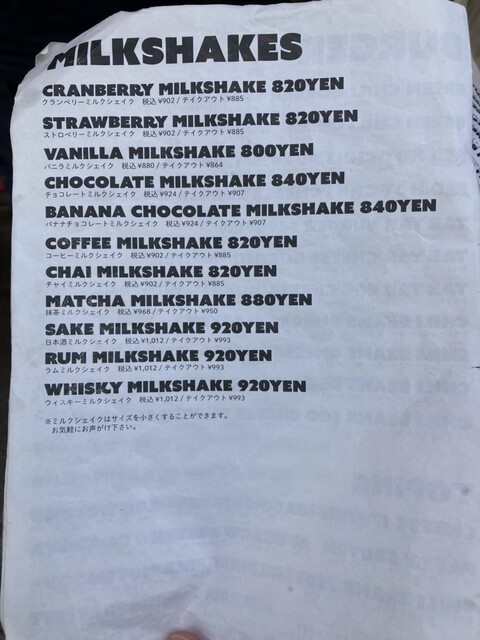 MILKSHAKES
CRANBERRY MILKSHAKE 820YEN
クランベリーミルクシェイク 税込¥902/テイクアウト¥885
STRAWBERRY MILKSHAKE 820YEN
ストロベリーミルクシェイク 税込¥902/テイクアウト¥885
VANILLA MILKSHAKE 800YEN
バニラミルクシェイク 税込¥880/テイクアウト¥864
CHOCOLATE MILKSHAKE 840YEN
チョコレートミルクシェイク 税込¥924/テイクアウト¥907
BANANA CHOCOLATE MILKSHAKE 840YEN
バナナチョコレートミルクシェイク 税込¥924/テイクアウト¥907
COFFEE MILKSHAKE 820YEN
コーヒーミルクシェイク 税込¥902/テイクアウト¥885
CHAI MILKSHAKE 820YEN
チャイミルクシェイク 税込¥902/テイクアウト¥885
MATCHA MILKSHAKE 880YEN
抹茶ミルクシェイク 税込¥968/テイクアウト¥950
SAKE MILKSHAKE 920YEN
日本酒ミルクシェイク 税込¥1,012/テイクアウト¥993
RUM MILKSHAKE 920YEN
ラムミルクシェイク 税込¥1,012/テイクアウト¥993
WHISKY MILKSHAKE 920YEN
ウィスキーミルクシェイク 税込¥1,012/テイクアウト¥993
※ミルクシェイクはサイズを小さくすることができます。
お気軽にお声がけ下さい。